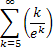 ∞
∑ (k/e^k)
k=5